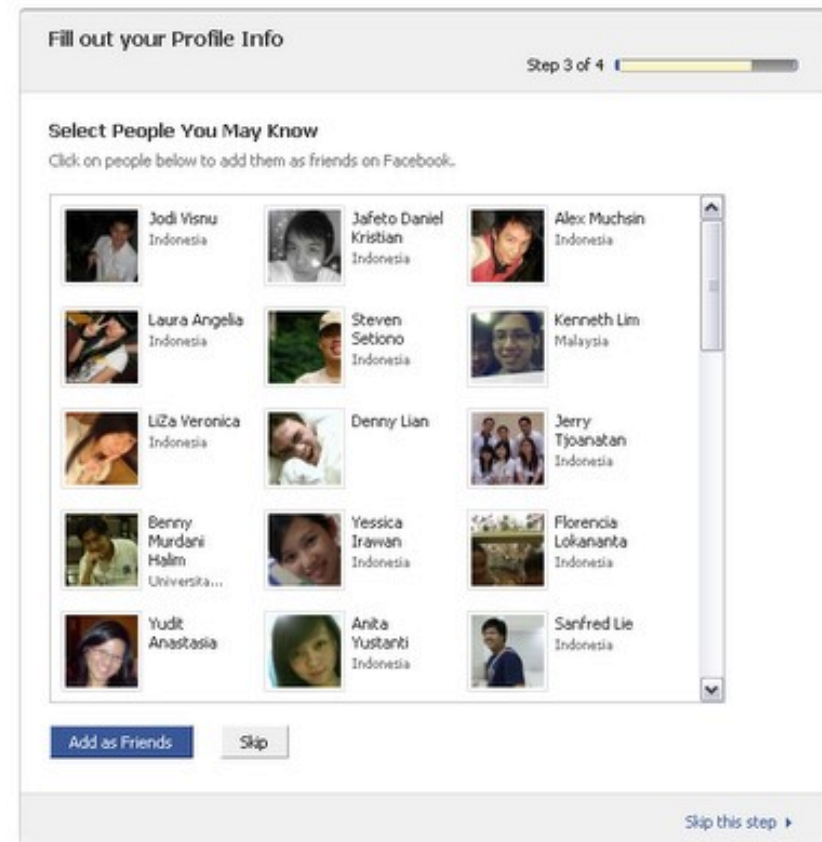 Fill out your Profile Info
Step 3 of 4
Select People You May Know
Click on people below to add them as friends on Facebook.
Jodi Visnu
Indonesia
Jafeto Daniel
Kristian
Indonesia
Alex Muchsin
Indonesia
Laura Angelia
Indonesia
Steven
Setiono
Indonesia
Kenneth Lim
Malaysia
LiZa Veronica
Indonesia
Denny Lian
Jerry
Tjoanatan
Indonesia
Benny
Murdani
Halim
Universita...
Yessica
Irawan
Indonesia
Florencia
Lokananta
Indonesia
Yudit
Anastasia
Anita
Yustanti
Indonesia
Sanfred Lie
Indonesia
Add as Friends
Skip
Skip this step